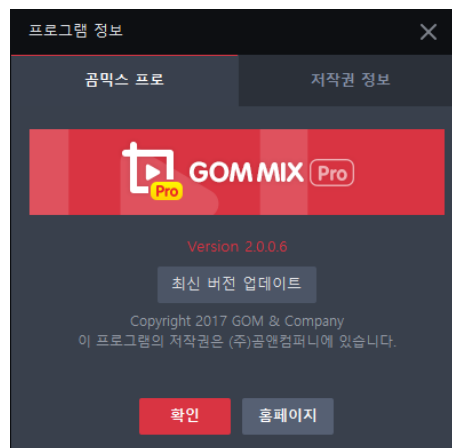 프로그램 정보
곰믹스 프로
저작권 정보
Pro
GOM MIX Pro
Version 2.0.0.6
최신 버전 업데이트
Copyright 2017 GOM & Company
이 프로그램의 저작권은 (주)곰앤컴퍼니에 있습니다.
확인
홈페이지